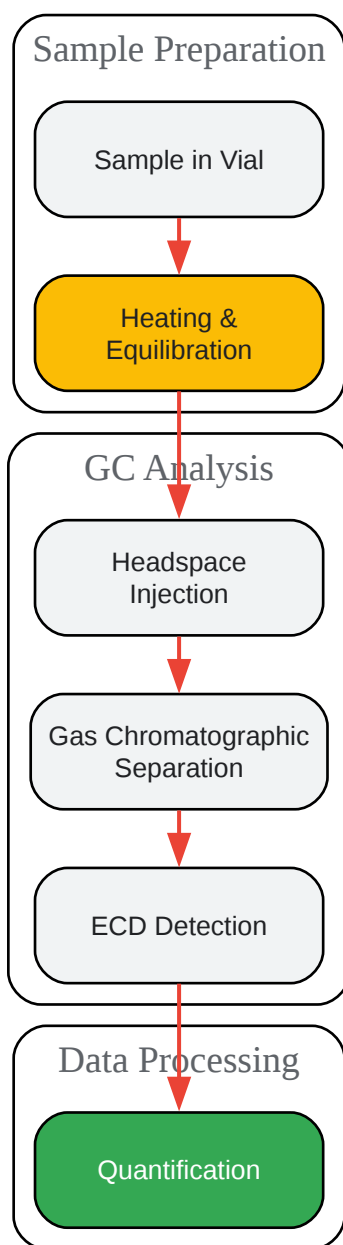 Sample Preparation
Sample in Vial
Heating &
Equilibration
GC Analysis
Headspace
Injection
Gas Chromatographic
Separation
ECD Detection
Data Processing
Quantification